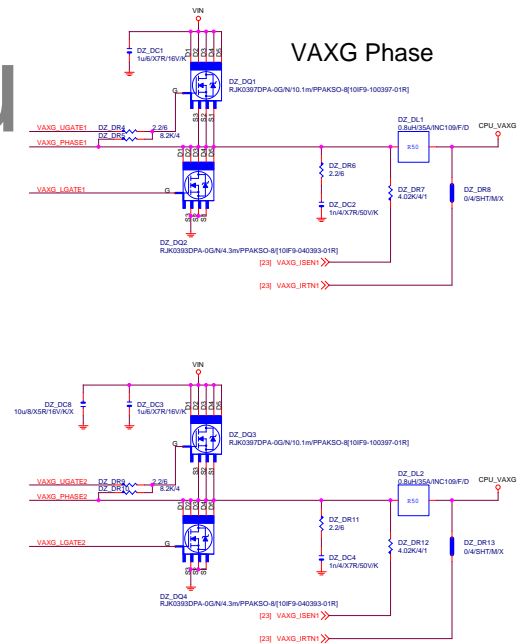 VAXG Phase
VIN
DZ_DC1
1u/6/X7R/16V/K
D1 D2 D3 D4 D5
DZ_DQ1
RJK0397DPA-0G/N/10.1m/PPAKSO-8[10IF9-100397-01R]
G
S3 S2 S1
VAXG_UGATE1
DZ_DR4
2.2/6
DZ_DR5
8.2K/4
VAXG_PHASE1
D1 D2 D3 D4 D5
VAXG_LGATE1
G
S3 S2 S1
DZ_DQ2
RJK0393DPA-0G/N/4.3m/PPAKSO-8/[10IF9-040393-01R]
DZ_DR6
2.2/6
DZ_DC2
1n/4/X7R/50V/K
DZ_DL1
0.8uH/35A/INC109/F/D
R50
CPU_VAXG
DZ_DR7
4.02K/4/1
DZ_DR8
0/4/SHT/M/X
[23] VAXG_ISEN1
[23] VAXG_IRTN1
VIN
DZ_DC8
10u/8/X5R/16V/K/X
DZ_DC3
1u/6/X7R/16V/K
D1 D2 D3 D4 D5
DZ_DQ3
RJK0397DPA-0G/N/10.1m/PPAKSO-8[10IF9-100397-01R]
G
S3 S2 S1
VAXG_UGATE2
DZ_DR9
2.2/6
8.2K/4
VAXG_PHASE2
D1 D2 D3 D4 D5
VAXG_LGATE2
G
S3 S2 S1
DZ_DQ4
RJK0393DPA-0G/N/4.3m/PPAKSO-8/[10IF9-040393-01R]
DZ_DR11
2.2/6
DZ_DC4
1n/4/X7R/50V/K
DZ_DL2
0.8uH/35A/INC109/F/D
R50
CPU_VAXG
DZ_DR12
4.02K/4/1
DZ_DR13
0/4/SHT/M/X
[23] VAXG_ISEN1
[23] VAXG_IRTN1